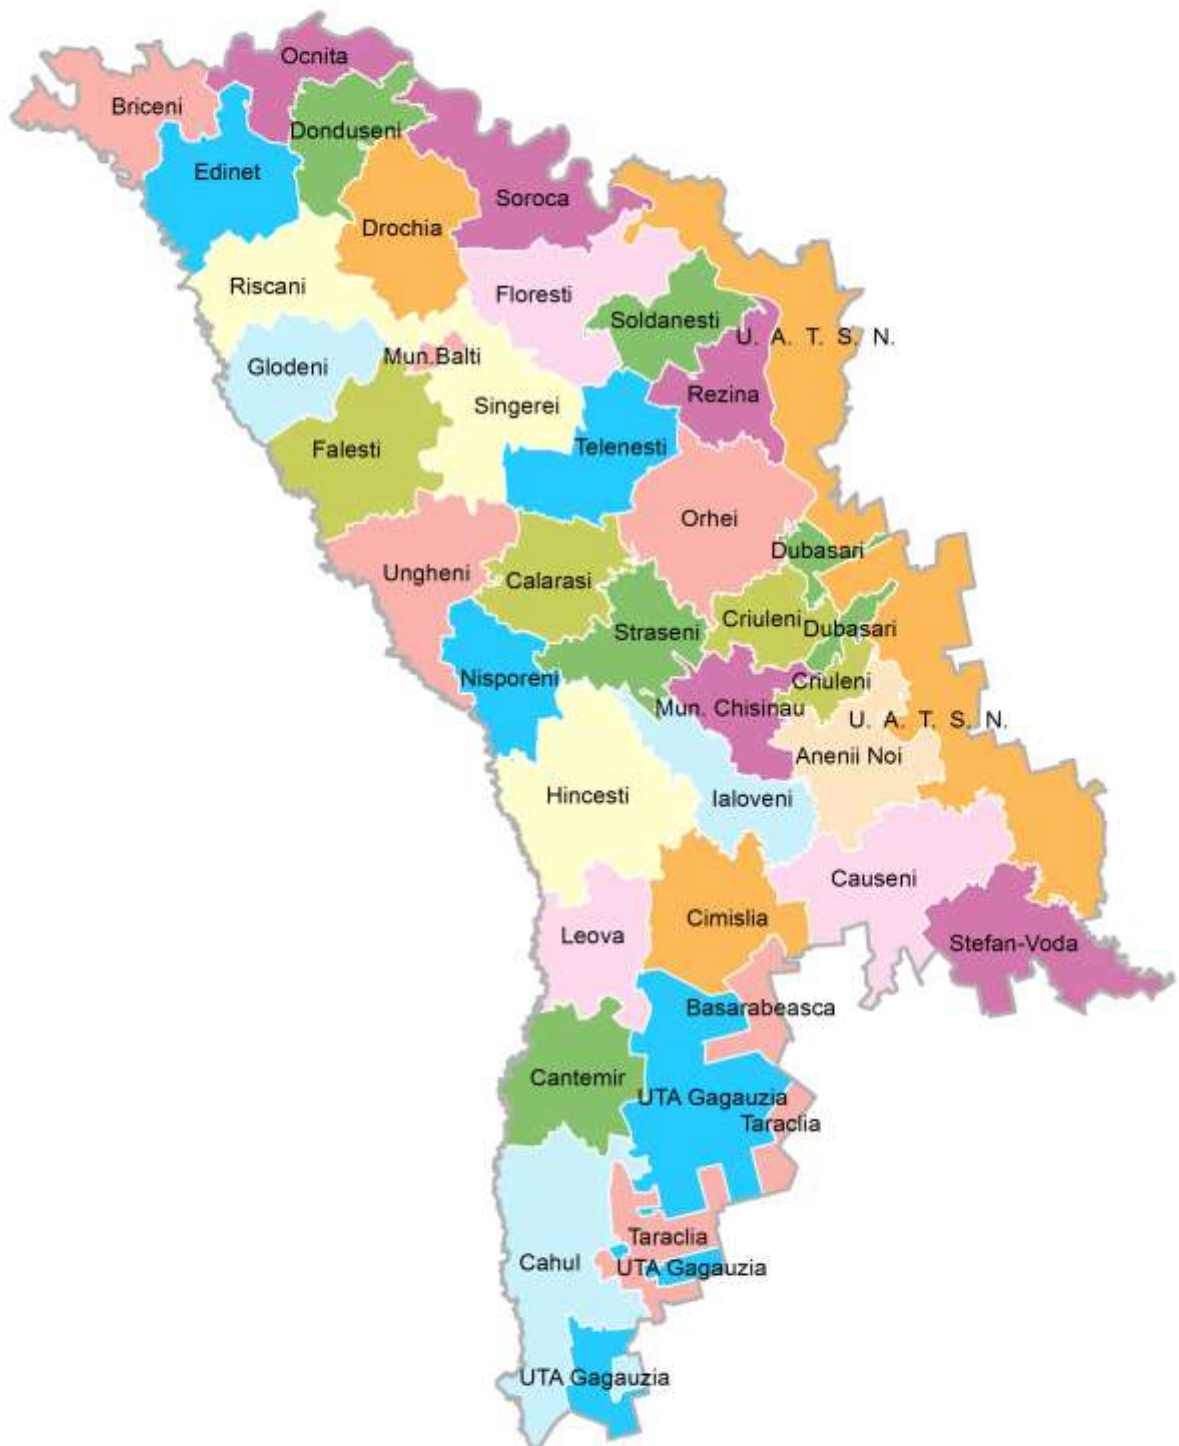 Ocnita
Briceni
Donduseni
Edinet
Soroca
Drochia
Riscani
Floresti
Soldanesti
U. A. T. S. N.
Mun.Balti
Glodeni
Rezina
Singerei
Telenesti
Falesti
Orhei
Dubasari
Ungheni
Calarasi
Criuleni
Dubasari
Straseni
Nisporeni
Criuleni
Mun. Chisinau
U. A. T. S. N.
Anenii Noi
Hincesti
Ialoveni
Causeni
Cimislia
Leova
Stefan-Voda
Basarabeasca
Cantemir
UTA Gagauzia
Taraclia
Taraclia
Cahul
UTA Gagauzia
UTA Gagauzia